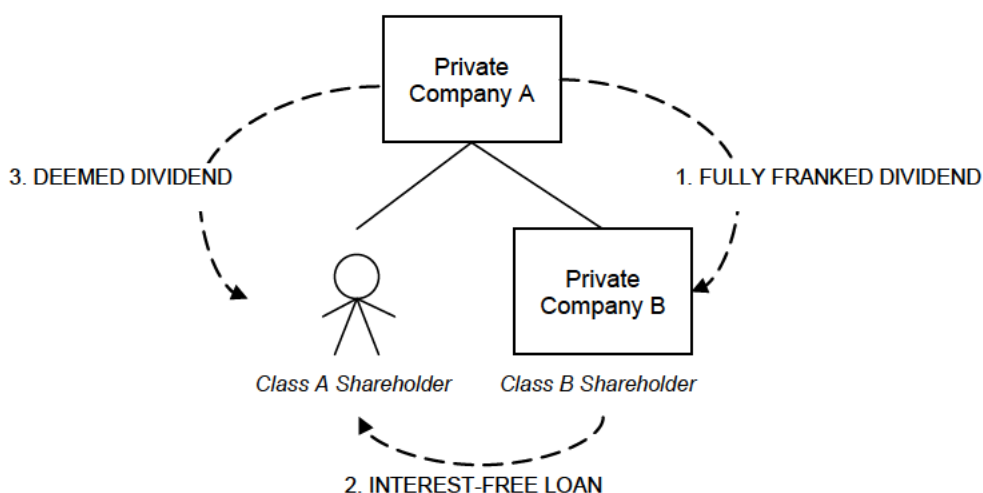 Private
Company A
3. DEEMED DIVIDEND
1. FULLY FRANKED DIVIDEND
Private
Company B
Class A Shareholder
Class B Shareholder
2. INTEREST-FREE LOAN